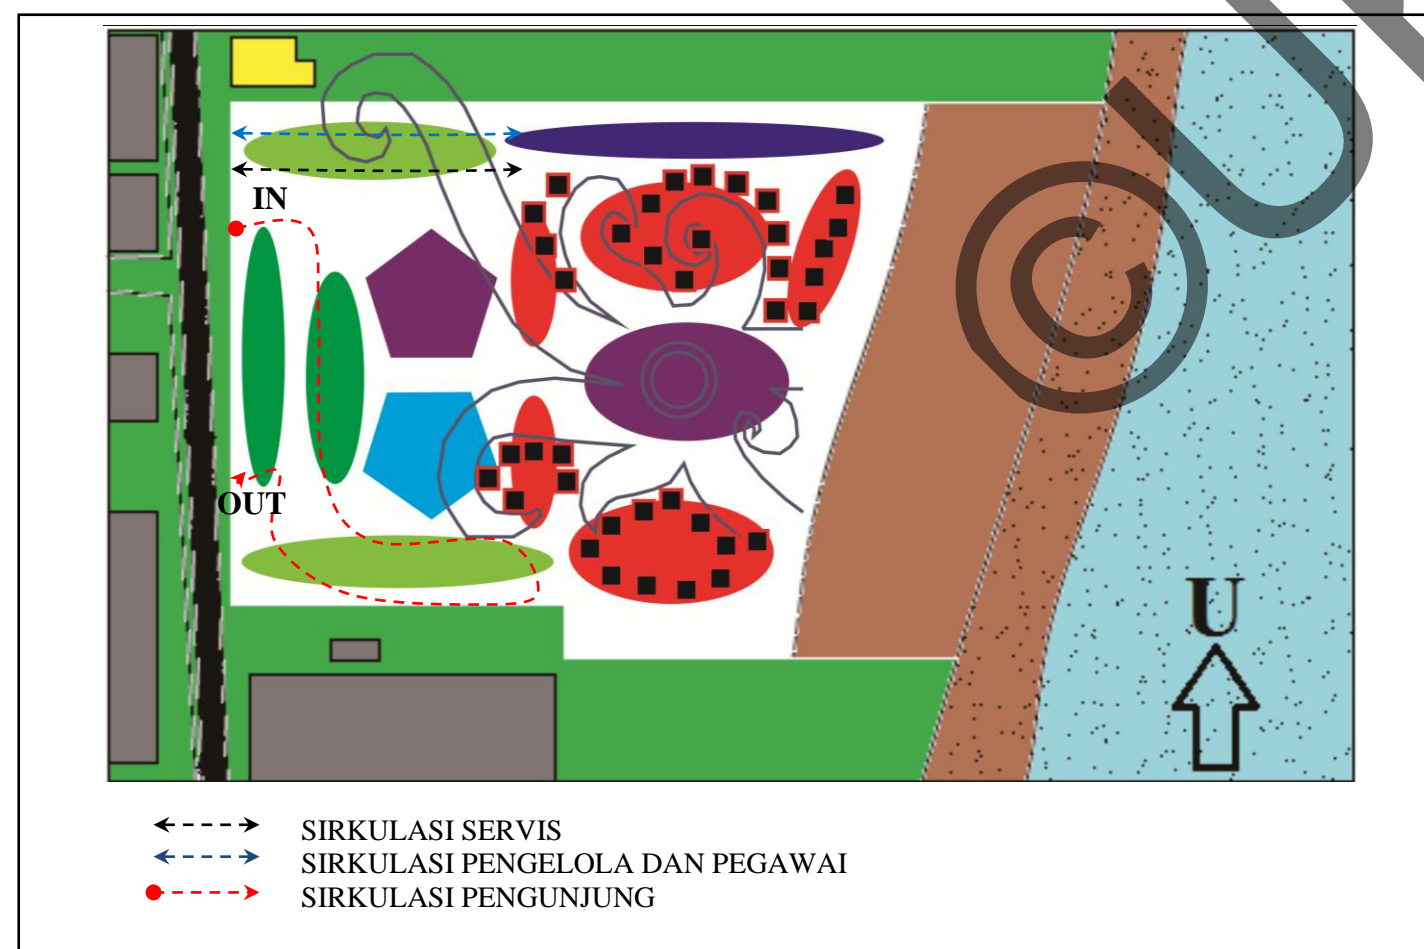 IN
OUT
U
SIRKULASI SERVIS
SIRKULASI PENGELOLA DAN PEGAWAI
SIRKULASI PENGUNJUNG